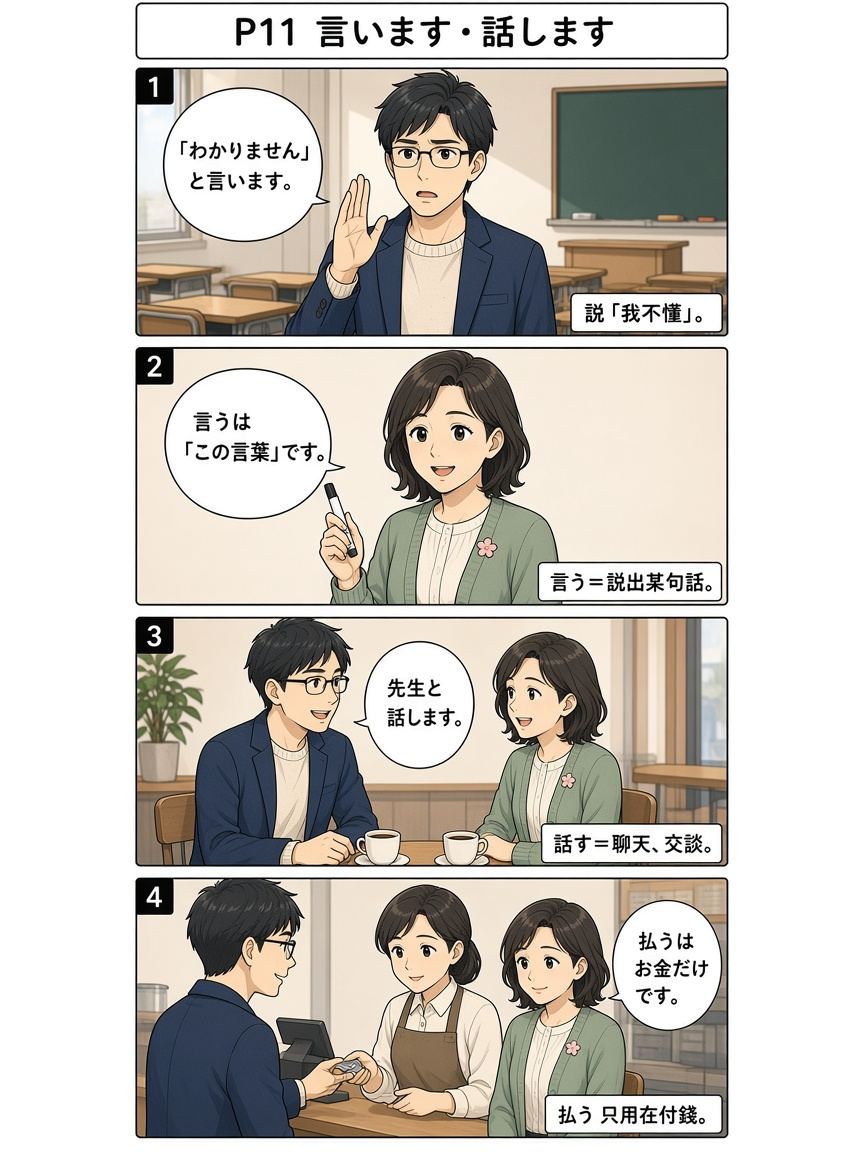 P11 言います・話します
1
「わかりません」
と言います。
説「我不懂」。
2
言うは
「この言葉」です。
言う＝説出某句話。
3
先生と
話します。
話す＝聊天、交談。
4
払うは
お金だけ
です。
払う 只用在付錢。